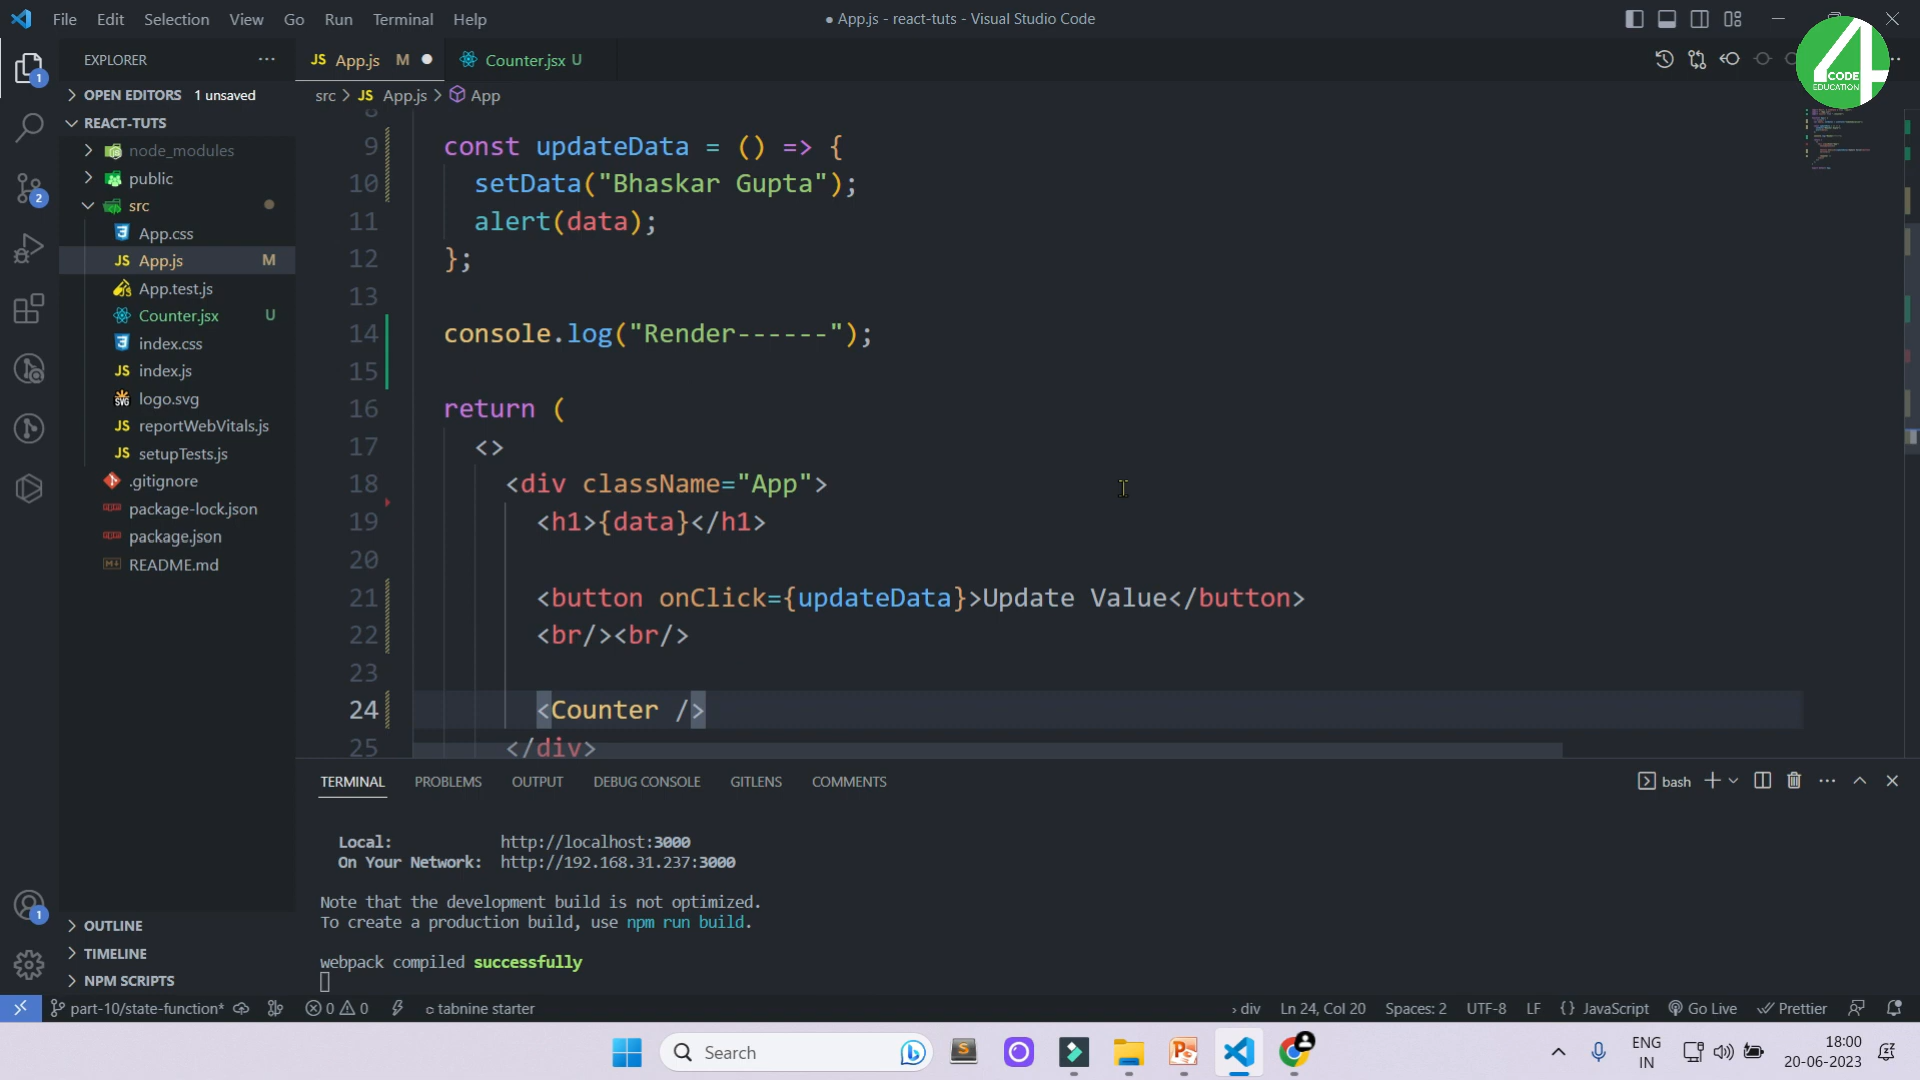 File Edit Selection View Go Run Terminal Help
● App.js - react-tuts - Visual Studio Code
4
CODE
EDUCATION
EXPLORER
JS App.js M
Counter.jsx U
OPEN EDITORS 1 unsaved
src > JS App.js > App
REACT-TUTS
node_modules
public
src
App.css
JS App.js M
App.test.js
Counter.jsx U
index.css
JS index.js
logo.svg
JS reportWebVitals.js
JS setupTests.js
.gitignore
package-lock.json
package.json
README.md
OUTLINE
TIMELINE
NPM SCRIPTS
1
2
1
9 const updateData = () => {
10 setData("Bhaskar Gupta");
11 alert(data);
12 };
13
14 console.log("Render------");
15
16 return (
17 <>
18 <div className="App">
19 <h1>{data}</h1>
20
21 <button onClick={updateData}>Update Value</button>
22 <br/><br/>
23
24 <Counter />
25 </div>
TERMINAL PROBLEMS OUTPUT DEBUG CONSOLE GITLENS COMMENTS
bash
Local: http://localhost:3000
On Your Network: http://192.168.31.237:3000
Note that the development build is not optimized.
To create a production build, use npm run build.
webpack compiled successfully
part-10/state-function* 0 0 tabnine starter
› div Ln 24, Col 20 Spaces: 2 UTF-8 LF {} JavaScript Go Live Prettier
Search
ENG
IN
18:00
20-06-2023